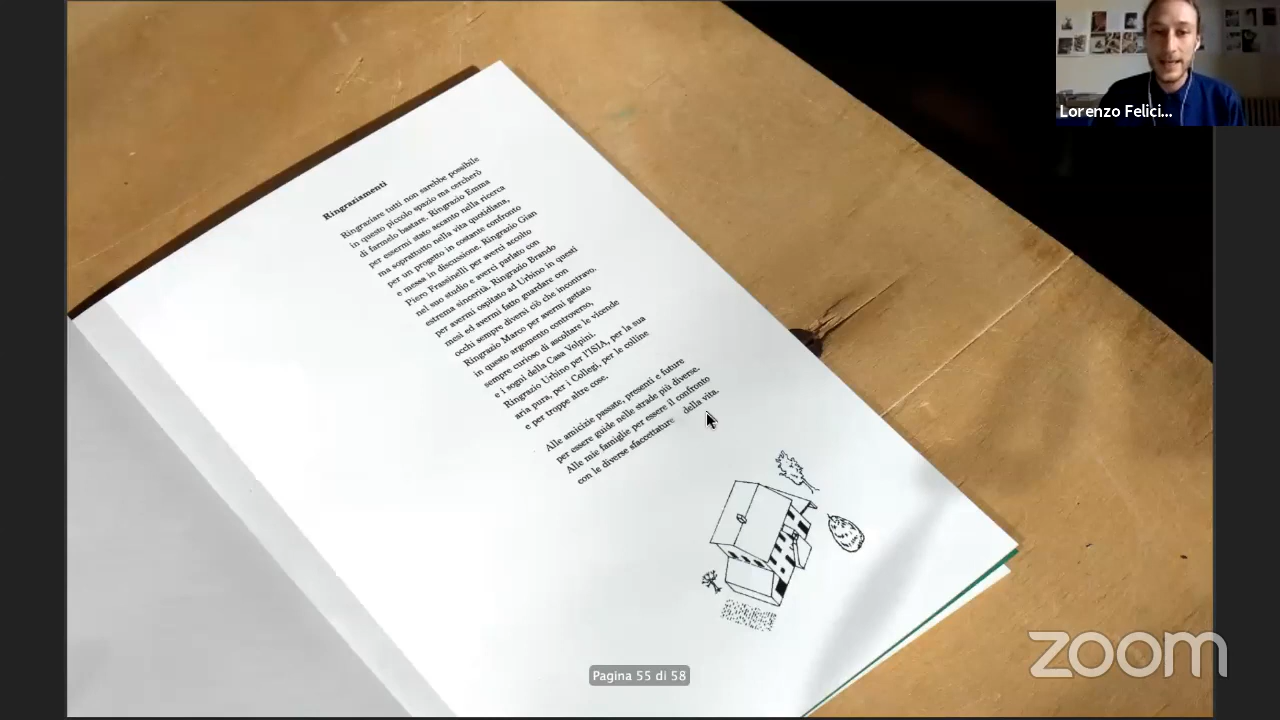 Ringraziamenti
Ringraziare tutti non sarebbe possibile
in questo piccolo spazio ma cercherò
di farmelo bastare. Ringrazio Emma
per essermi stato accanto nella ricerca
ma soprattutto nella vita quotidiana,
per un progetto in costante confronto
e messa in discussione. Ringrazio Gian
Piero Frassinelli per averci accolto
nel suo studio e averci parlato con
estrema sincerità. Ringrazio Brando
per avermi ospitato ad Urbino in questi
mesi ed avermi fatto guardare con
occhi sempre diversi ciò che incontravo.
Ringrazio Marco per avermi gettato
in questo argomento controverso,
sempre curioso di ascoltare le vicende
e i sogni della Casa Volpini.
Ringrazio Urbino per l'ISIA, per la sua
aria pura, per i Collegi, per le colline
e per troppe altre cose.
Alle amicizie passate, presenti e future
per essere guide nelle strade più diverse.
Alle mie famiglie per essere il confronto
con le diverse sfaccettature della vita.
Lorenzo Felici...
Pagina 55 di 58
zoom